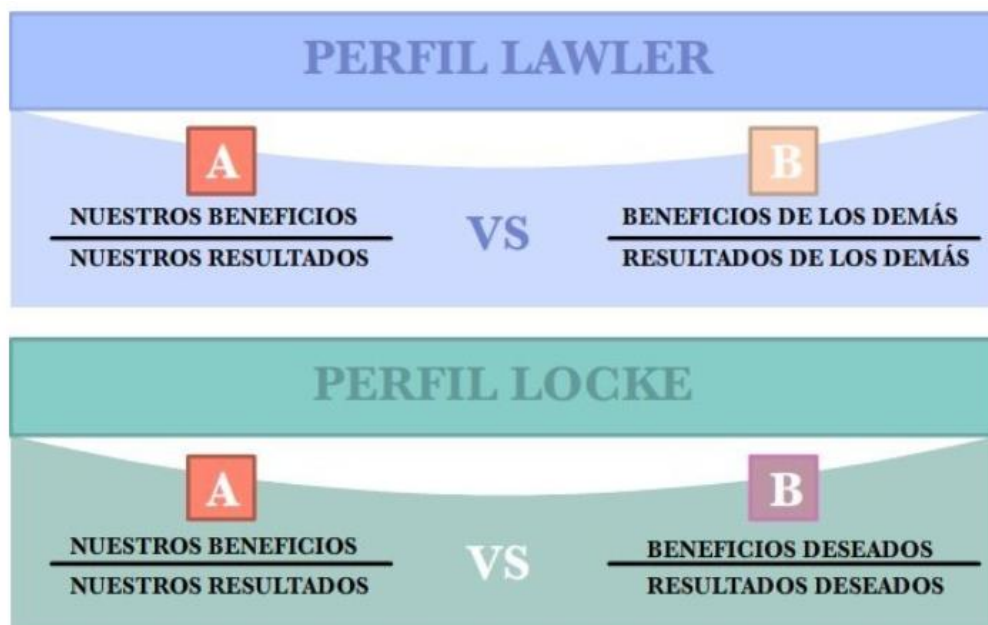 PERFIL LAWLER
A
B
NUESTROS BENEFICIOS
NUESTROS RESULTADOS
VS
BENEFICIOS DE LOS DEMÁS
RESULTADOS DE LOS DEMÁS
PERFIL LOCKE
A
B
NUESTROS BENEFICIOS
NUESTROS RESULTADOS
VS
BENEFICIOS DESEADOS
RESULTADOS DESEADOS